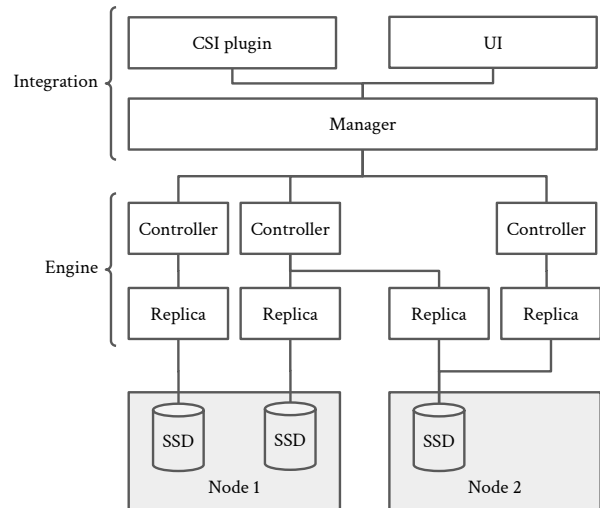 CSI plugin
UI
Integration
Manager
Controller
Controller
Controller
Engine
Replica
Replica
Replica
Replica
SSD
SSD
SSD
Node 1
Node 2